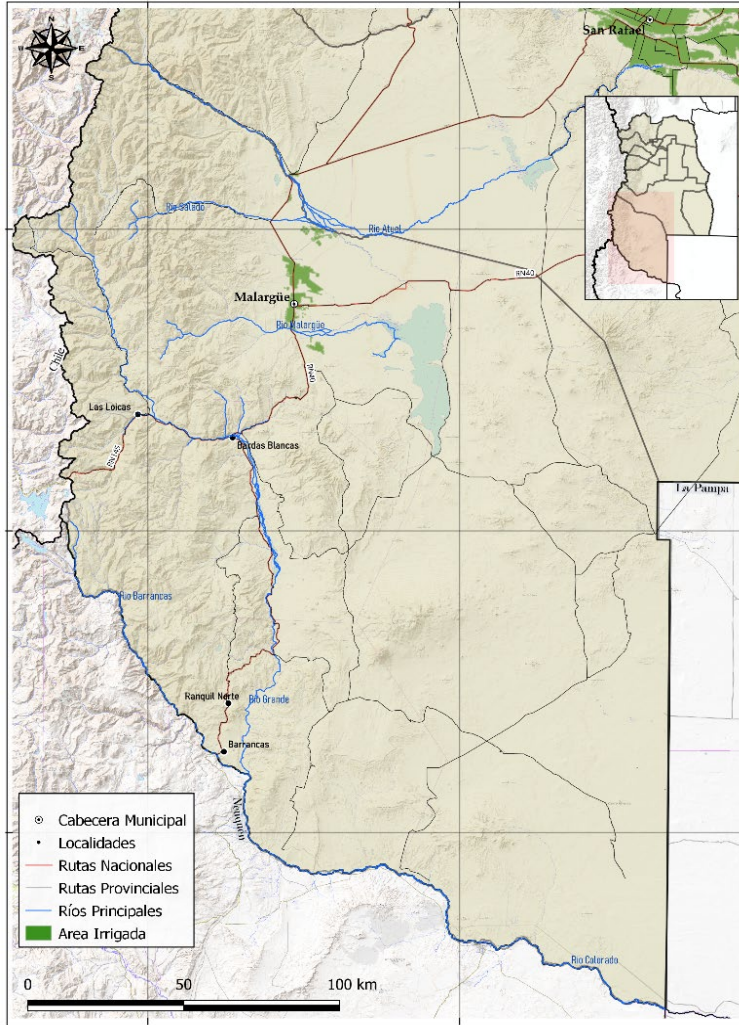 N
E
S
San Rafael
Río Salado
Río Atuel
RN40
Malargüe
Río Malargüe
Chile
RN40
Las Loicas
Bardas Blancas
RN145
La Pampa
Río Barrancas
Ranquil Norte
Río Grande
Barrancas
Neuquén
Cabecera Municipal
Localidades
Rutas Nacionales
Rutas Provinciales
Ríos Principales
Area Irrigada
Río Colorado
0 50 100 km